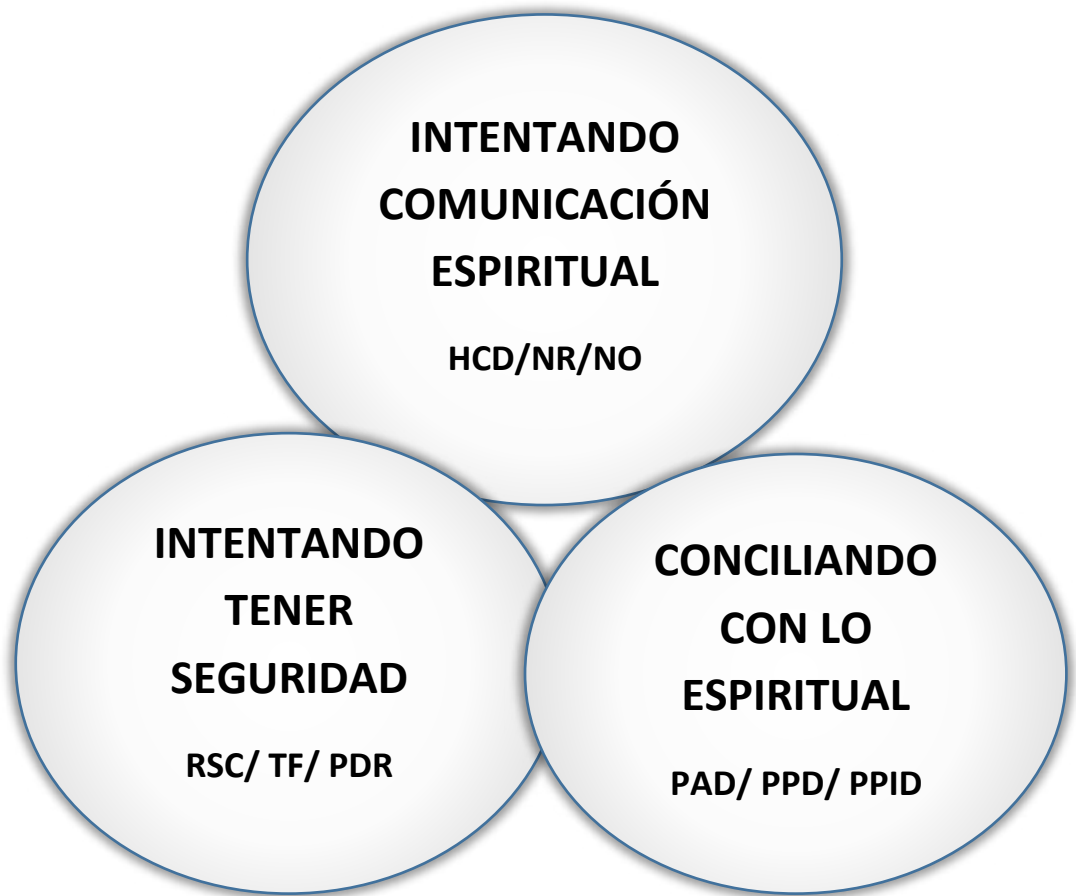 INTENTANDO
COMUNICACIÓN
ESPIRITUAL
HCD/NR/NO
INTENTANDO
TENER
SEGURIDAD
RSC/ TF/ PDR
CONCILIANDO
CON LO
ESPIRITUAL
PAD/ PPD/ PPID